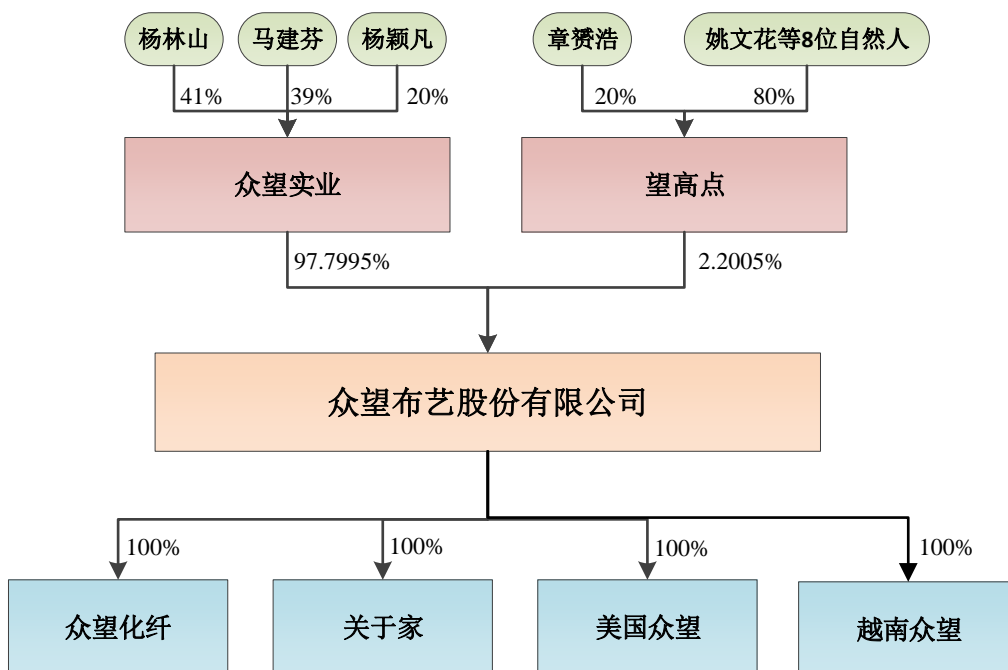 杨林山
马建芬
杨颖凡
章赟浩
姚文花等8位自然人
41%
39%
20%
20%
80%
众望实业
望高点
97.7995%
2.2005%
众望布艺股份有限公司
100%
100%
100%
100%
众望化纤
关于家
美国众望
越南众望